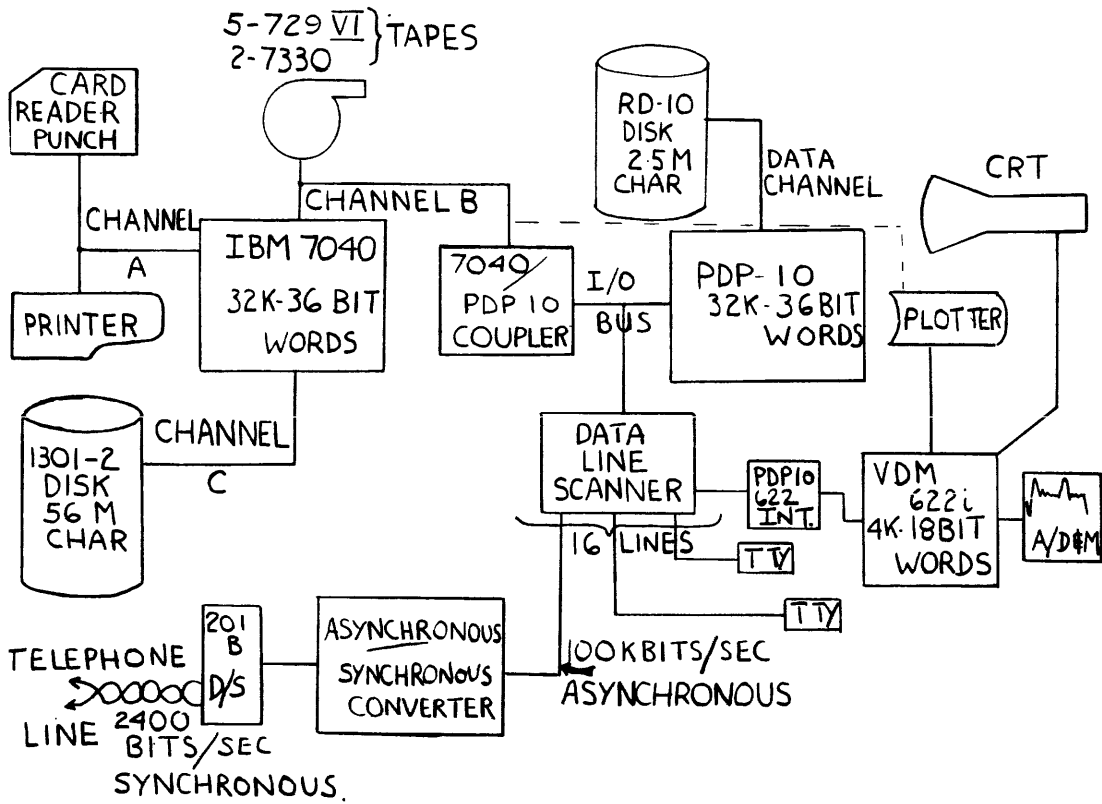 5-729 VI
2-7330
TAPES
CARD
READER
PUNCH
CHANNEL
A
PRINTER
CHANNEL B
IBM 7040
32K-36 BIT
WORDS
1301-2
DISK
56 M
CHAR
CHANNEL
C
7040/
PDP 10
COUPLER
I/O
BUS
RD-10
DISK
2.5M
CHAR
DATA
CHANNEL
PDP-10
32K-36BIT
WORDS
CRT
PLOTTER
DATA
LINE
SCANNER
16 LINES
PDP10
622
INT.
VDM
622i
4K-18BIT
WORDS
A/D&M
TTY
TTY
100KBITS/SEC
ASYNCHRONOUS
ASYNCHRONOUS
SYNCHRONOUS
CONVERTER
201
B
D/S
TELEPHONE
LINE
2400
BITS/SEC
SYNCHRONOUS.